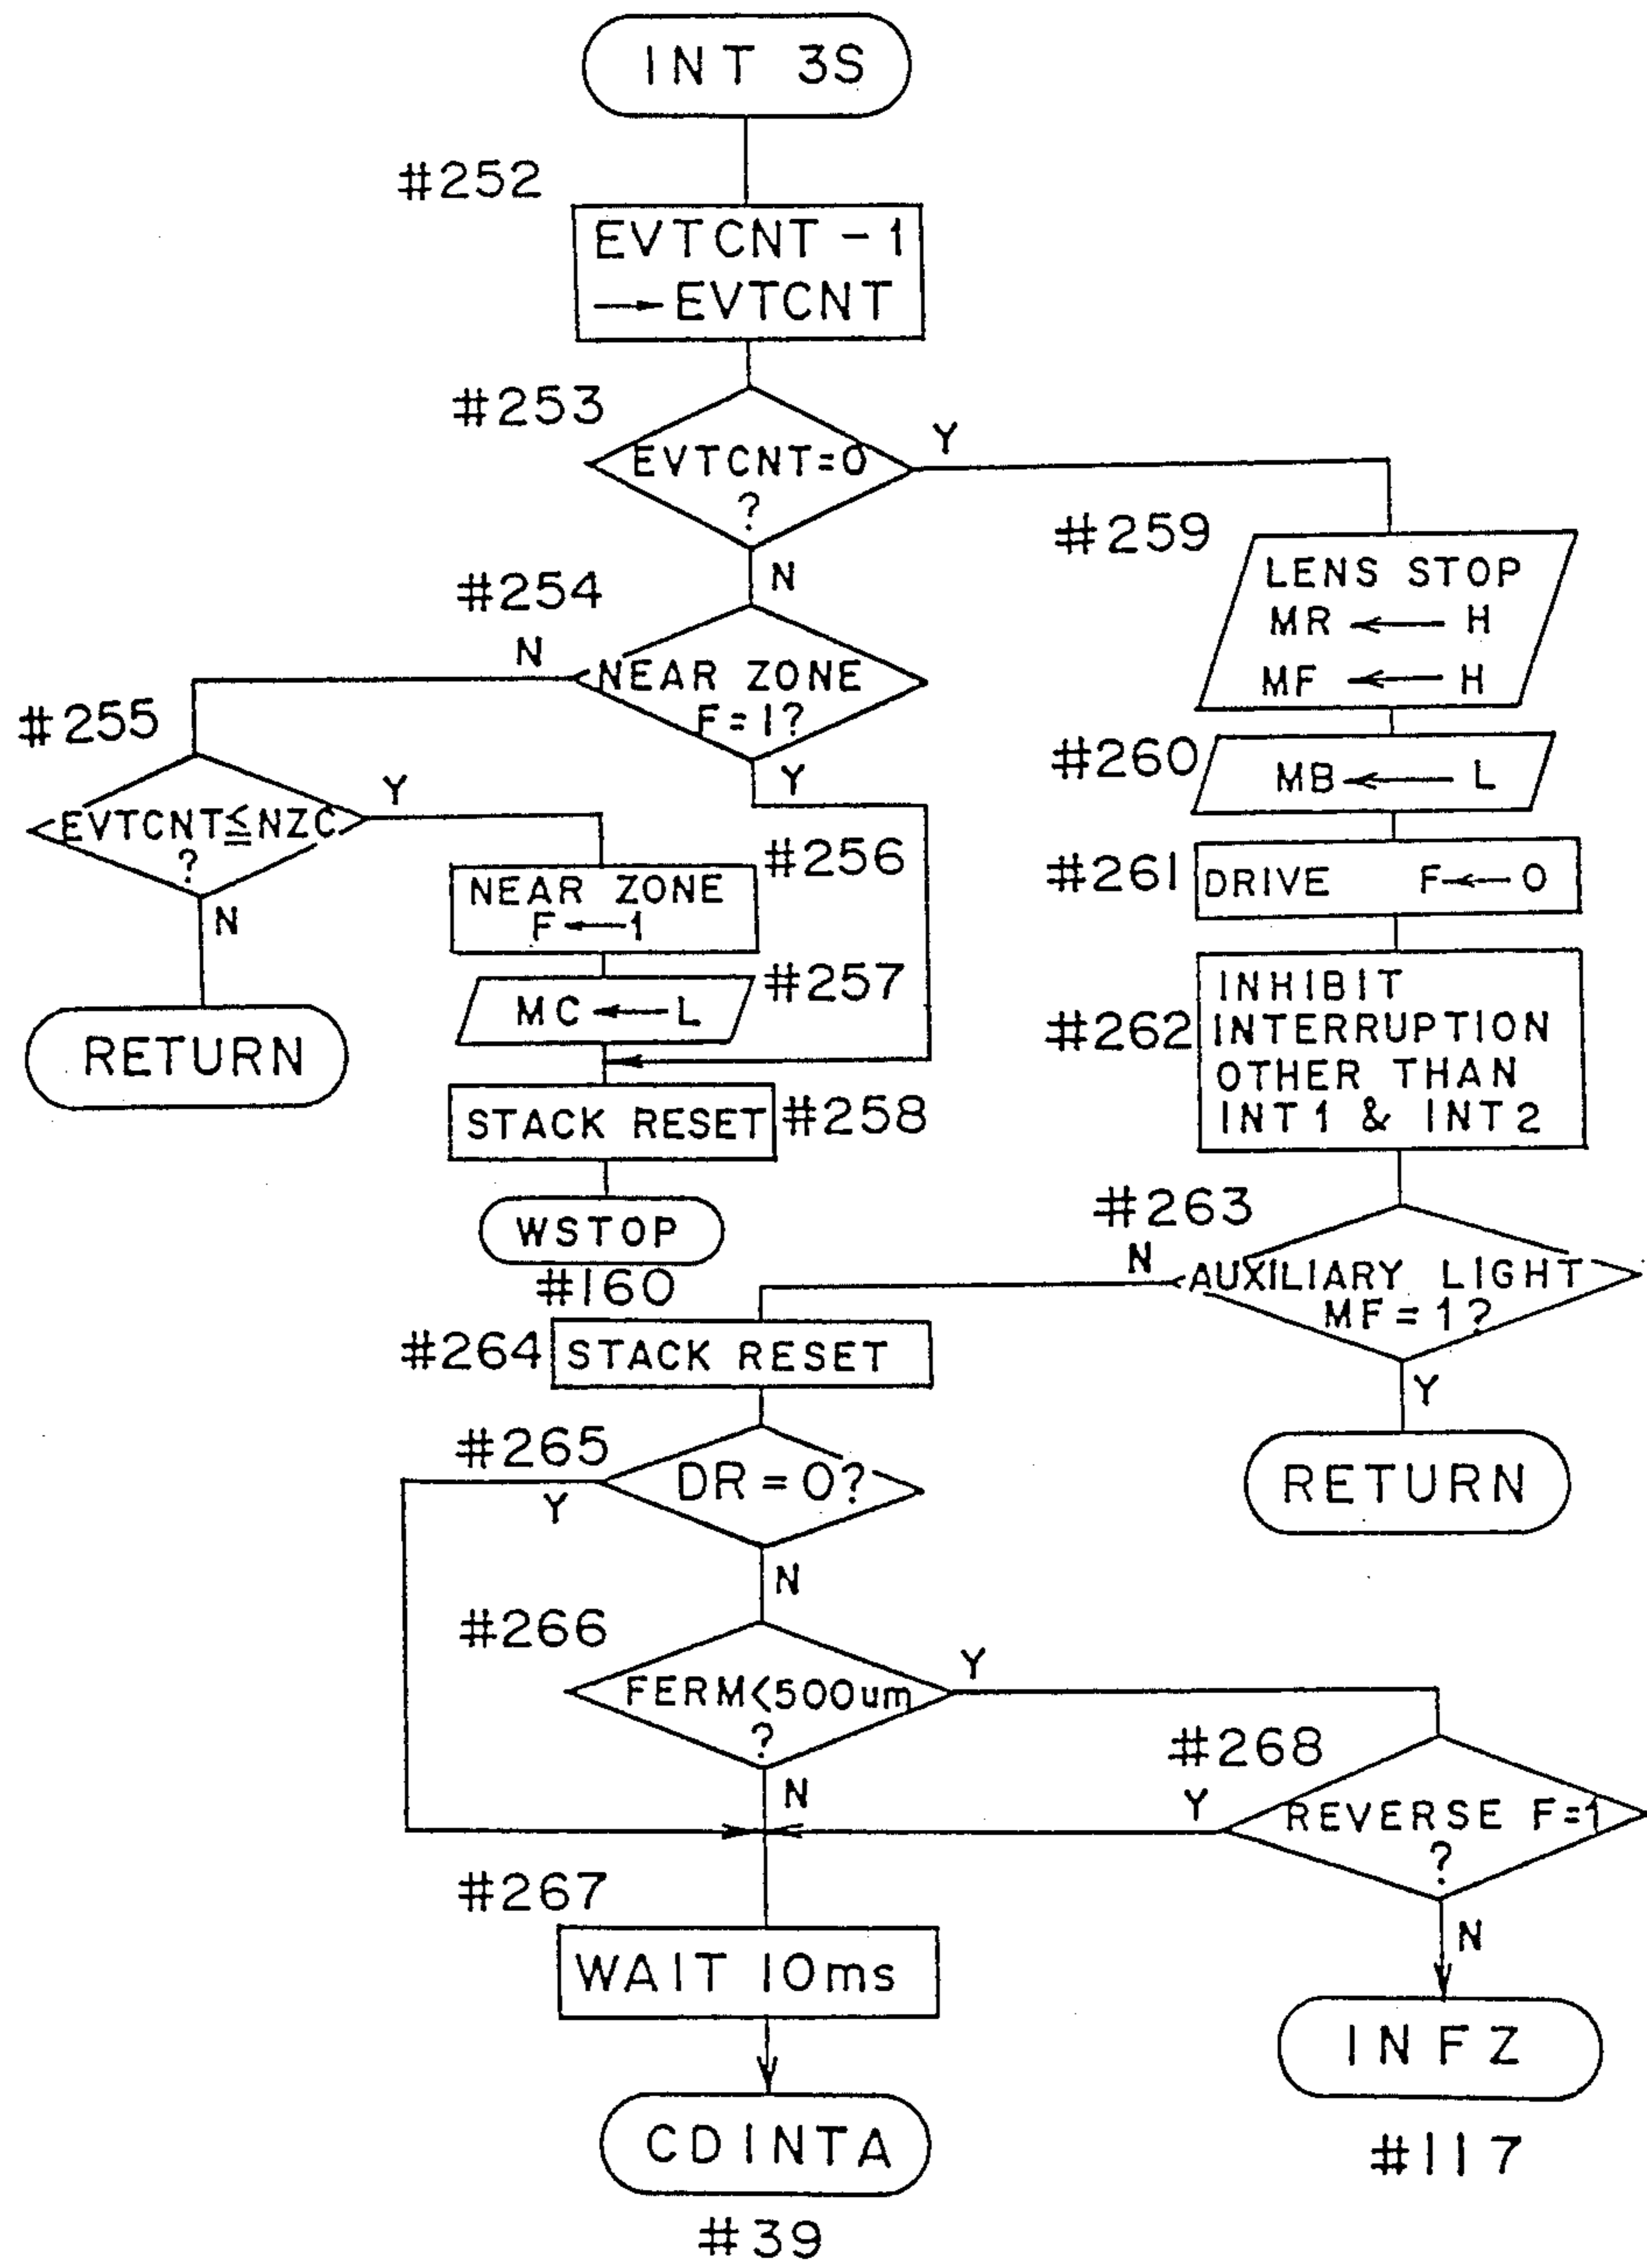 INT 3S
#252
EVTCNT - 1
→ EVTCNT
#253
EVTCNT=0
?
Y
N
#254
NEAR ZONE
F=1?
N
Y
#255
EVTCNT≦NZC
?
Y
N
RETURN
#256
NEAR ZONE
F ← 1
#257
MC ← L
#258
STACK RESET
WSTOP
#160
#259
LENS STOP
MR ← H
MF ← H
#260
MB ← L
#261
DRIVE F ← 0
#262
INHIBIT
INTERRUPTION
OTHER THAN
INT1 & INT2
#263
AUXILIARY LIGHT
MF=1?
N
Y
RETURN
#264
STACK RESET
#265
DR=0?
Y
N
#266
FERM<500um
?
Y
N
#268
REVERSE F=1
?
Y
N
#267
WAIT 10ms
CDINTA
#39
INFZ
#117